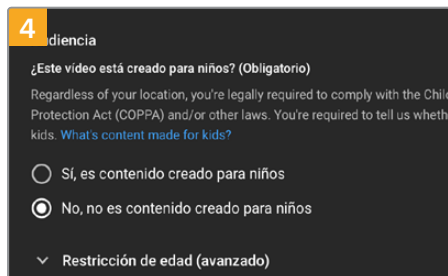 4
udiencia
¿Este vídeo está creado para niños? (Obligatorio)
Regardless of your location, you're legally required to comply with the Chil
Protection Act (COPPA) and/or other laws. You're required to tell us wheth
kids. What's content made for kids?
Sí, es contenido creado para niños
No, no es contenido creado para niños
Restricción de edad (avanzado)